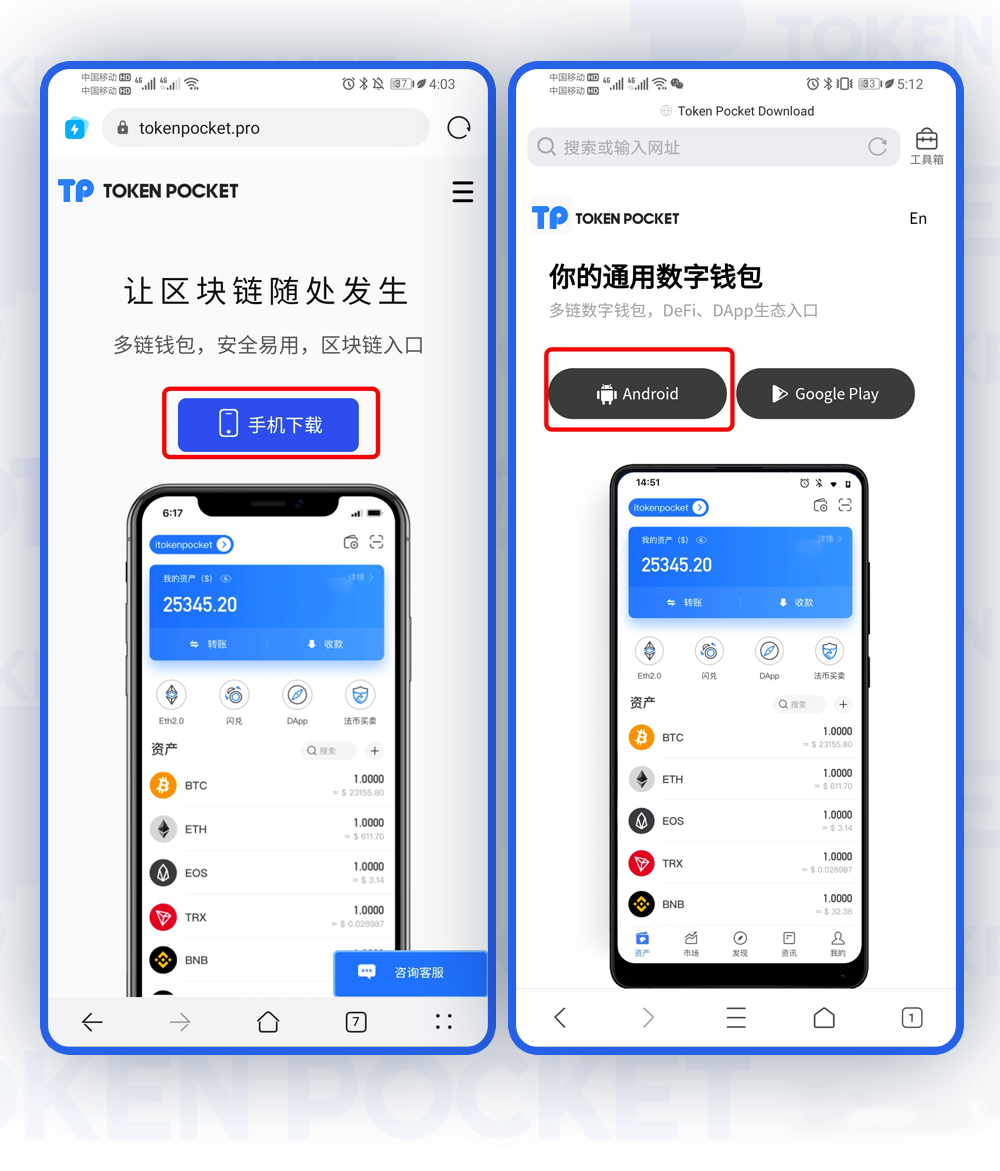 TOKEN
中国移动 HD 4G 4G
中国移动 HD
37 4:03
tokenpocket.pro
TP TOKEN POCKET
让区块链随处发生
多链钱包，安全易用，区块链入口
手机下载
6:17
itokenpocket
我的资产（$）
详情
25345.20
转账
收款
Eth2.0
闪兑
DApp
法币买卖
资产
搜索
BTC
1.0000
≈ $ 23155.80
ETH
1.0000
≈ $ 611.70
EOS
1.0000
≈ $ 3.14
TRX
1.0000
≈ $ 0.028987
BNB
咨询客服
7
中国移动 HD 4G 4G
中国移动 HD
33 5:12
Token Pocket Download
搜索或输入网址
工具箱
TP TOKEN POCKET
En
你的通用数字钱包
多链数字钱包，DeFi、DApp生态入口
Android
Google Play
14:51
itokenpocket
我的资产（$）
详情
25345.20
转账
收款
Eth2.0
闪兑
DApp
法币买卖
资产
搜索
BTC
1.0000
≈ $ 23155.80
ETH
1.0000
≈ $ 611.70
EOS
1.0000
≈ $ 3.14
TRX
1.0000
≈ $ 0.028987
BNB
1.0000
≈ $ 32.36
资产
市场
发现
资讯
我的
1
KEN POCKET